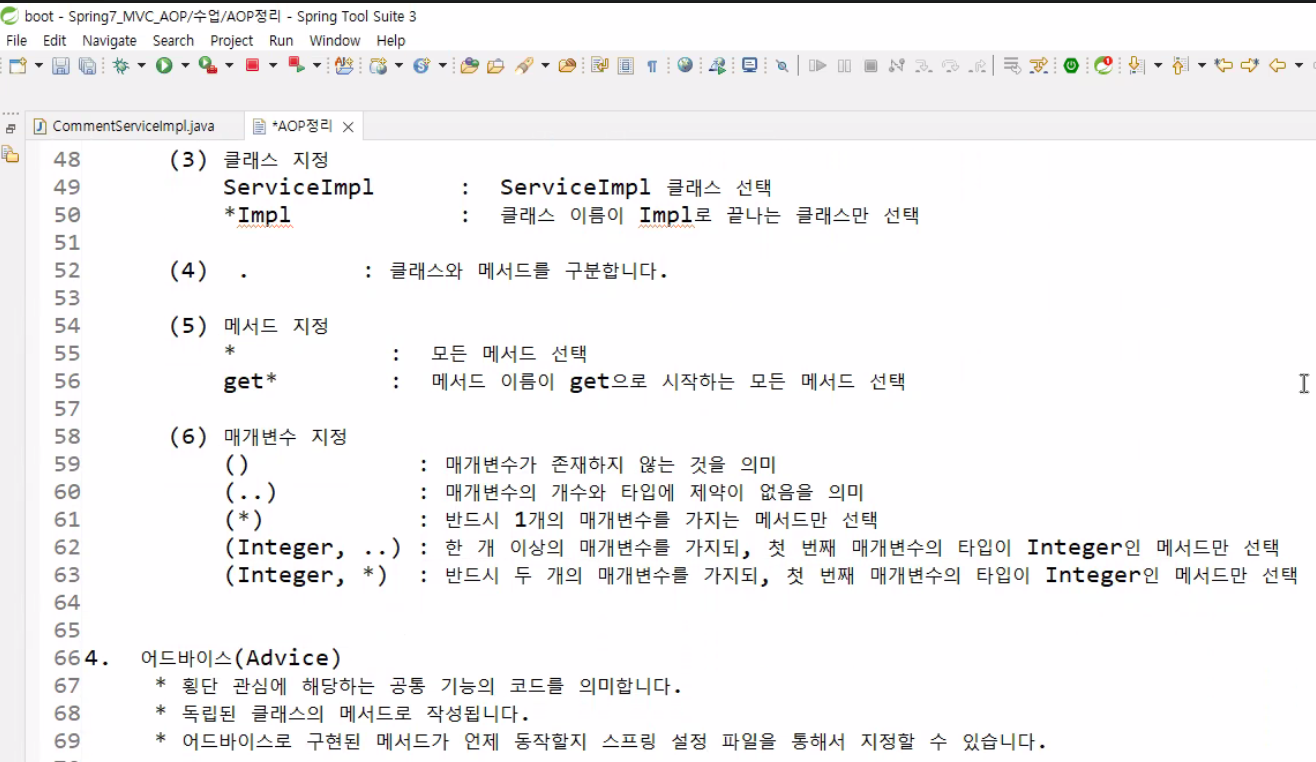 boot - Spring7_MVC_AOP/수업/AOP정리 - Spring Tool Suite 3
File Edit Navigate Search Project Run Window Help
CommentServiceImpl.java *AOP정리
48 (3) 클래스 지정
49 ServiceImpl : ServiceImpl 클래스 선택
50 *Impl : 클래스 이름이 Impl로 끝나는 클래스만 선택
51
52 (4) . : 클래스와 메서드를 구분합니다.
53
54 (5) 메서드 지정
55 * : 모든 메서드 선택
56 get* : 메서드 이름이 get으로 시작하는 모든 메서드 선택
57
58 (6) 매개변수 지정
59 () : 매개변수가 존재하지 않는 것을 의미
60 (..) : 매개변수의 개수와 타입에 제약이 없음을 의미
61 (*) : 반드시 1개의 매개변수를 가지는 메서드만 선택
62 (Integer, ..) : 한 개 이상의 매개변수를 가지되, 첫 번째 매개변수의 타입이 Integer인 메서드만 선택
63 (Integer, *) : 반드시 두 개의 매개변수를 가지되, 첫 번째 매개변수의 타입이 Integer인 메서드만 선택
64
65
66 4. 어드바이스(Advice)
67 * 횡단 관심에 해당하는 공통 기능의 코드를 의미합니다.
68 * 독립된 클래스의 메서드로 작성됩니다.
69 * 어드바이스로 구현된 메서드가 언제 동작할지 스프링 설정 파일을 통해서 지정할 수 있습니다.